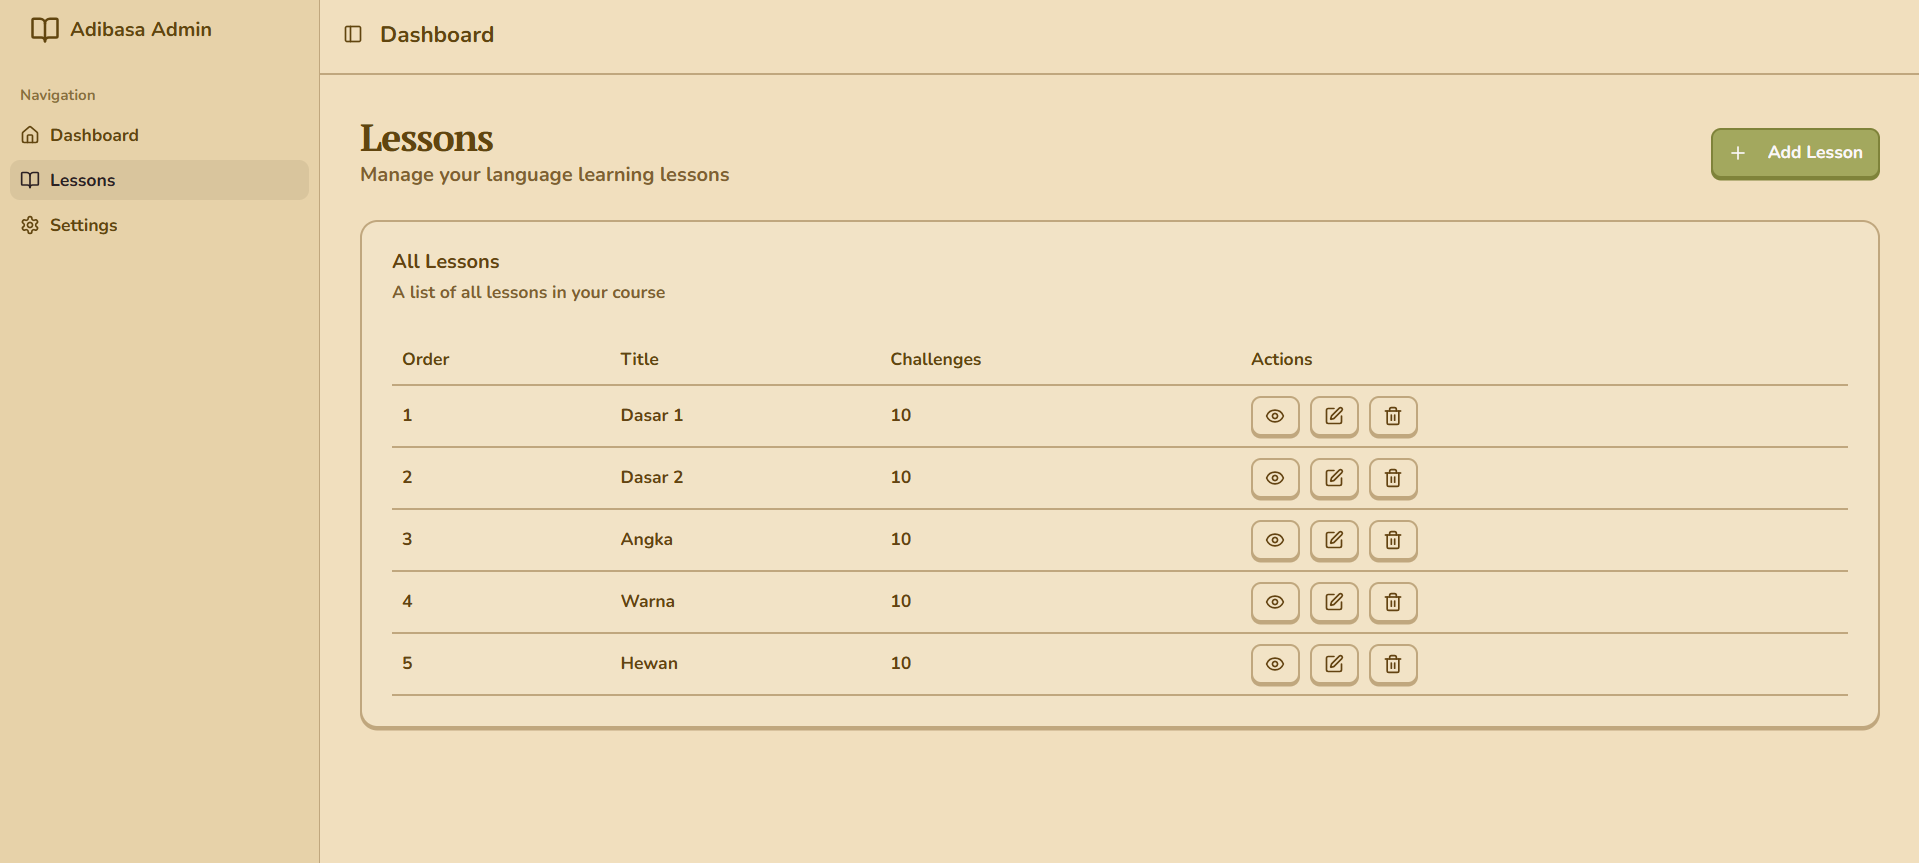 Adibasa Admin
Navigation
Dashboard
Lessons
Settings
Dashboard
Lessons
Manage your language learning lessons
Add Lesson
All Lessons
A list of all lessons in your course
Order Title Challenges Actions
1 Dasar 1 10
2 Dasar 2 10
3 Angka 10
4 Warna 10
5 Hewan 10